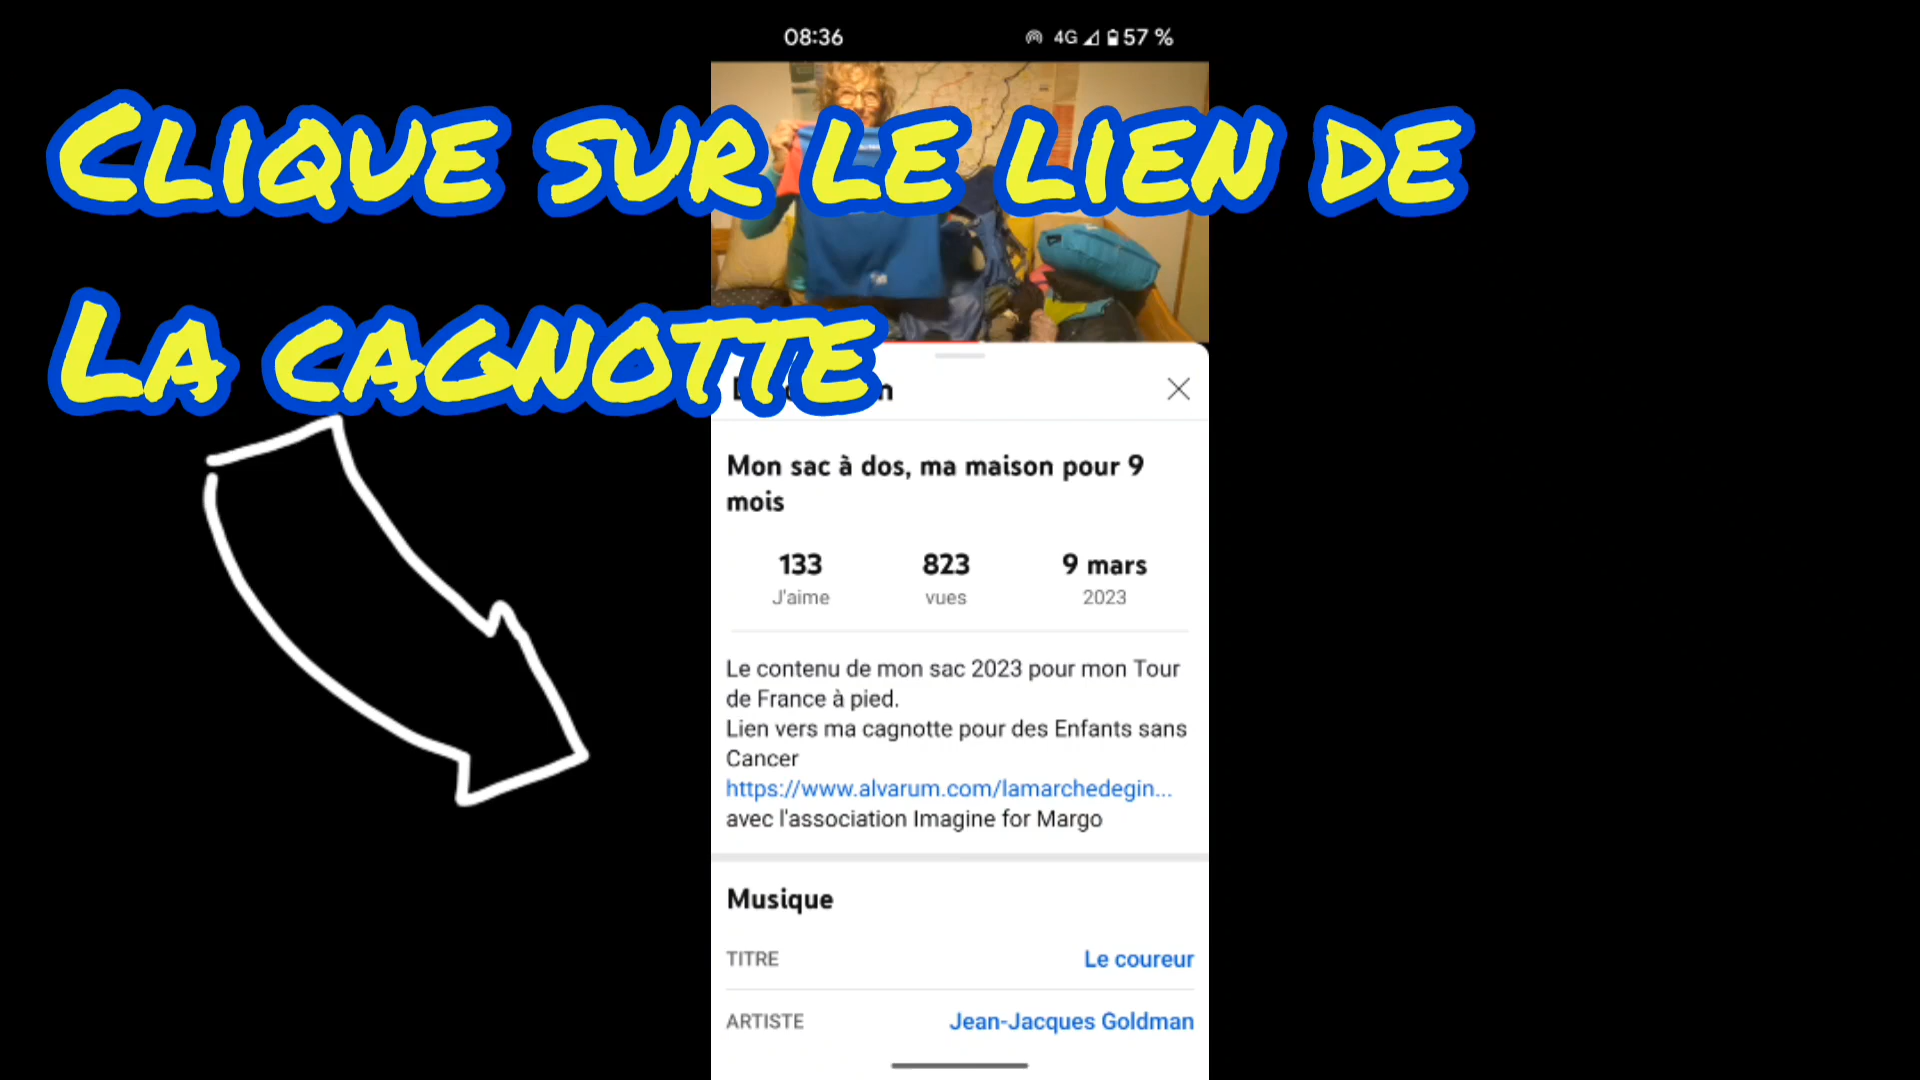 08:36
4G 57 %
CLIQUE SUR LE LIEN DE
LA CAGNOTTE
Mon sac à dos, ma maison pour 9
mois
133 823 9 mars
J'aime vues 2023
Le contenu de mon sac 2023 pour mon Tour
de France à pied.
Lien vers ma cagnotte pour des Enfants sans
Cancer
https://www.alvarum.com/lamarchedegin...
avec l'association Imagine for Margo
Musique
TITRE Le coureur
ARTISTE Jean-Jacques Goldman